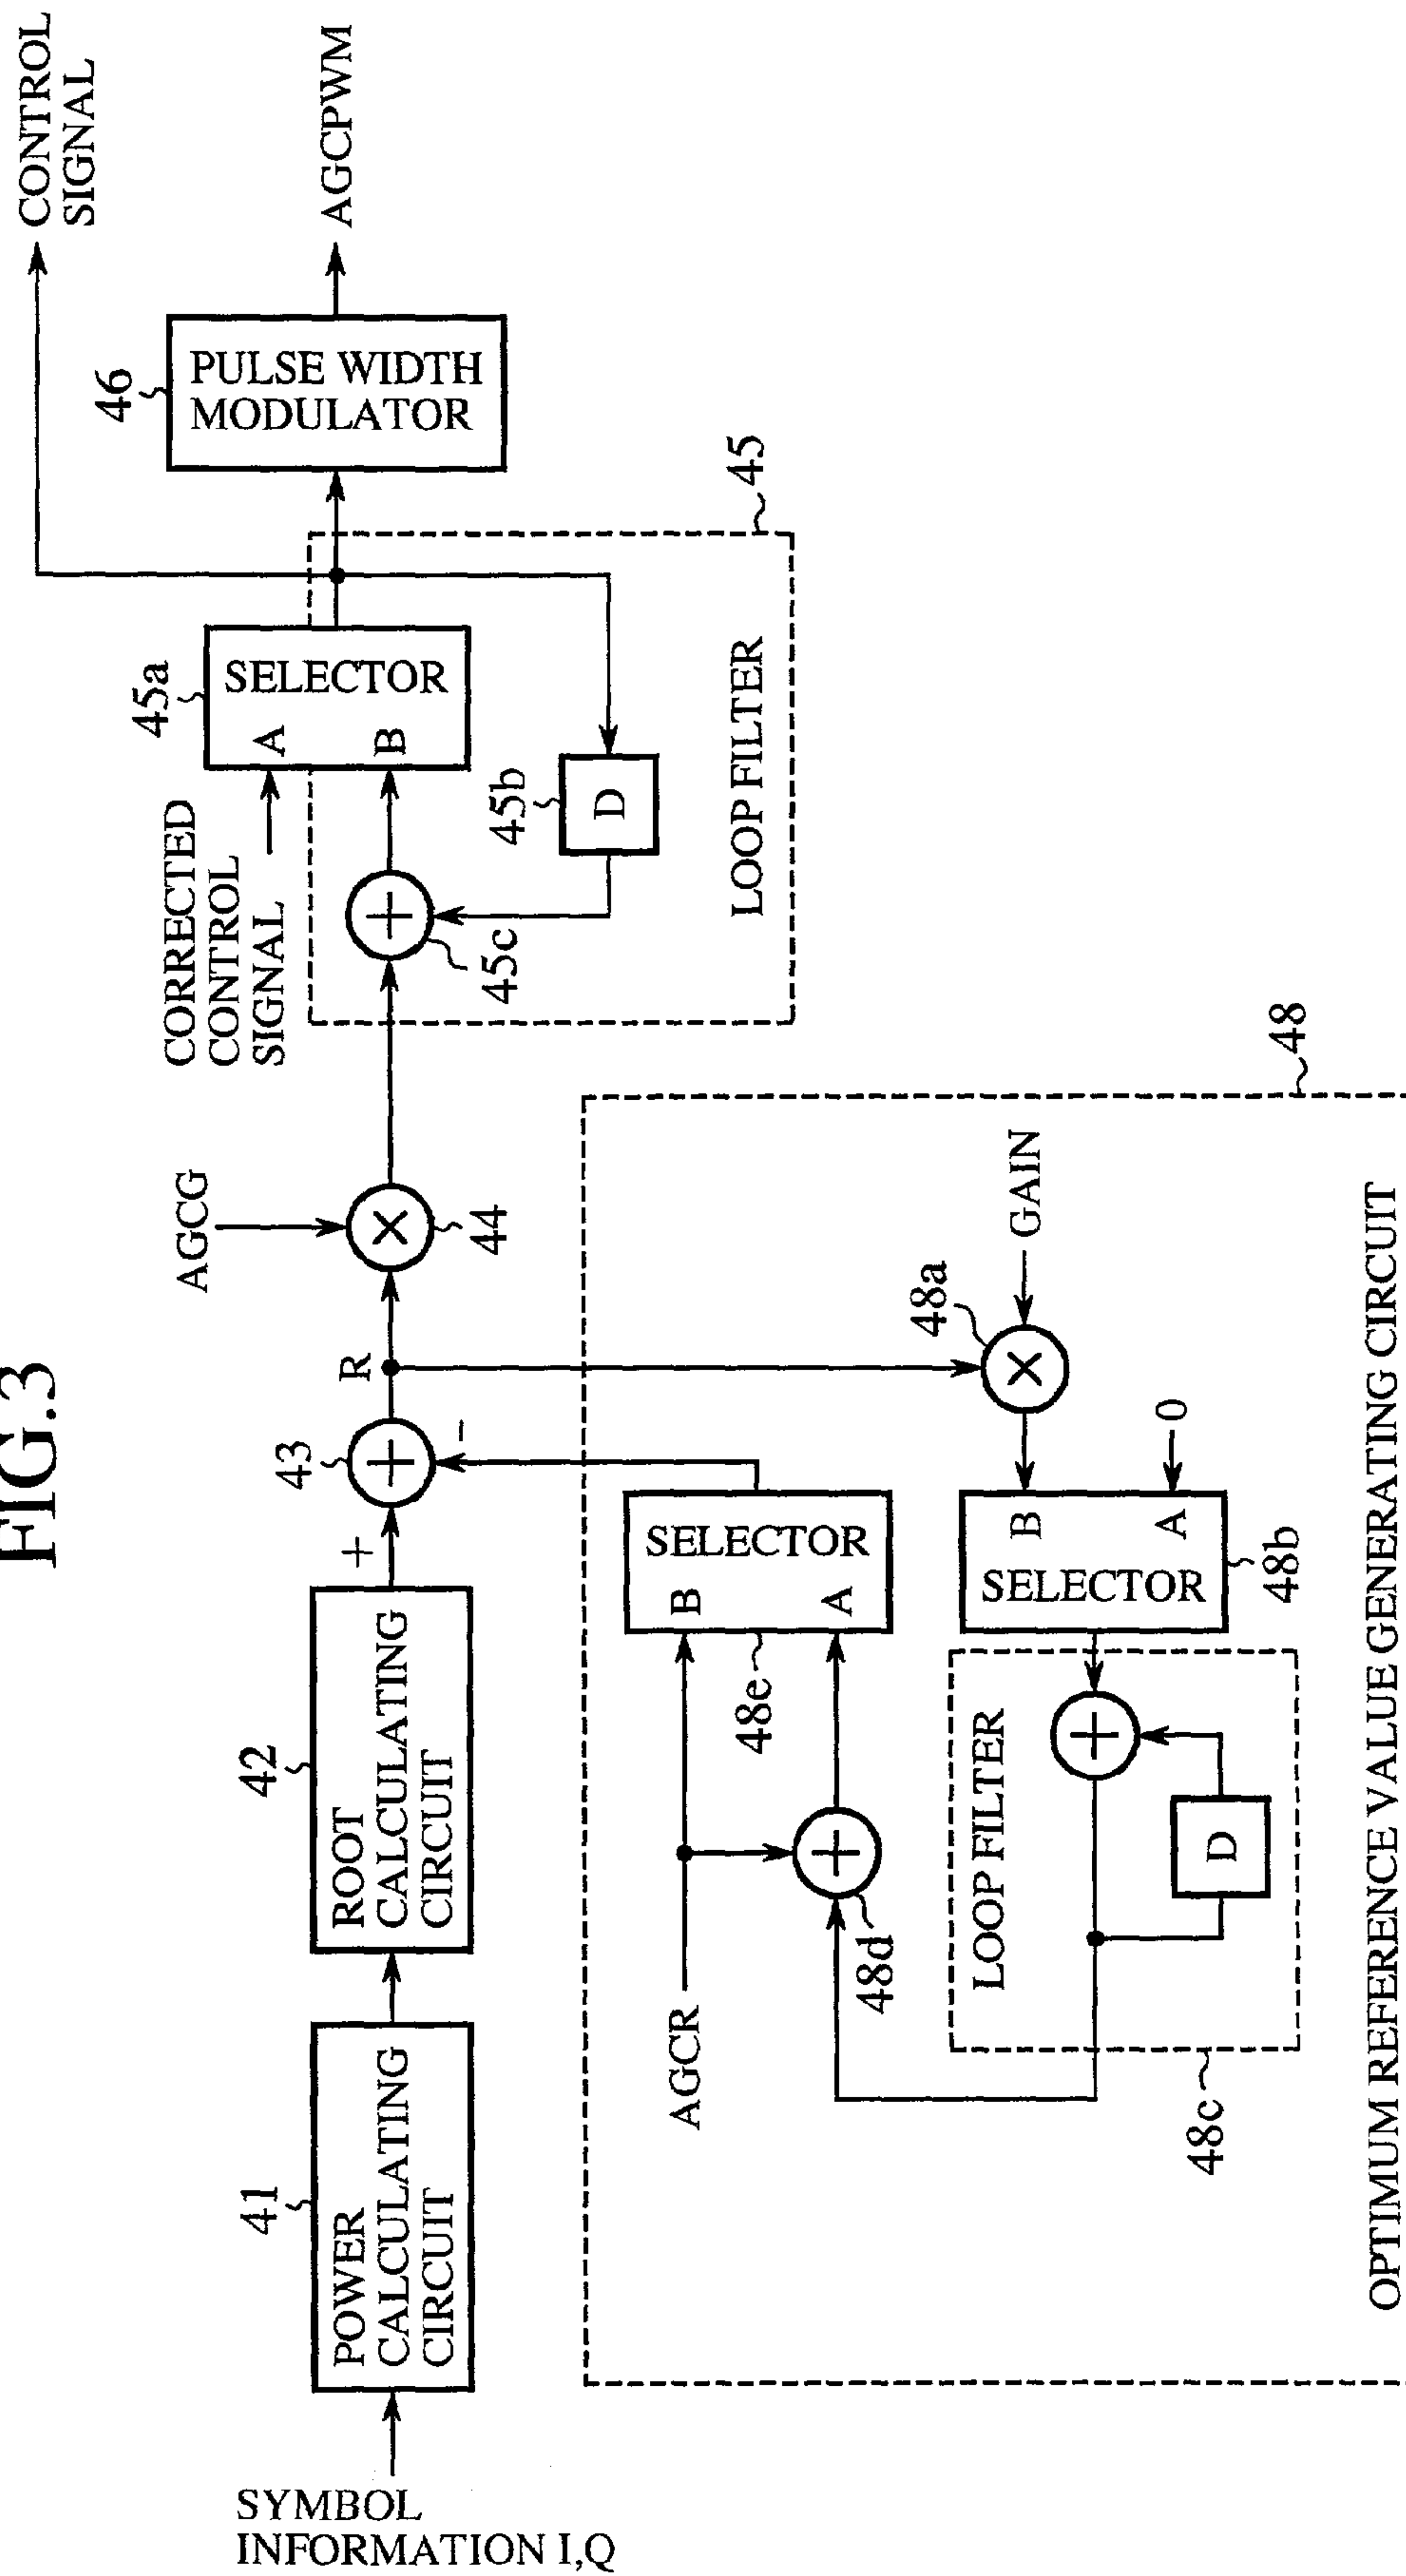 FIG.3
SYMBOL
INFORMATION I,Q
41
POWER
CALCULATING
CIRCUIT
42
ROOT
CALCULATING
CIRCUIT
+
43
−
R
AGCG
44
CORRECTED
CONTROL
SIGNAL
45a
A
B
SELECTOR
45c
45b
D
LOOP FILTER
45
46
PULSE WIDTH
MODULATOR
CONTROL
SIGNAL
AGCPWM
AGCR
48d
48e
B
A
SELECTOR
48a
GAIN
0
B
A
SELECTOR
48b
LOOP FILTER
D
48c
48
OPTIMUM REFERENCE VALUE GENERATING CIRCUIT